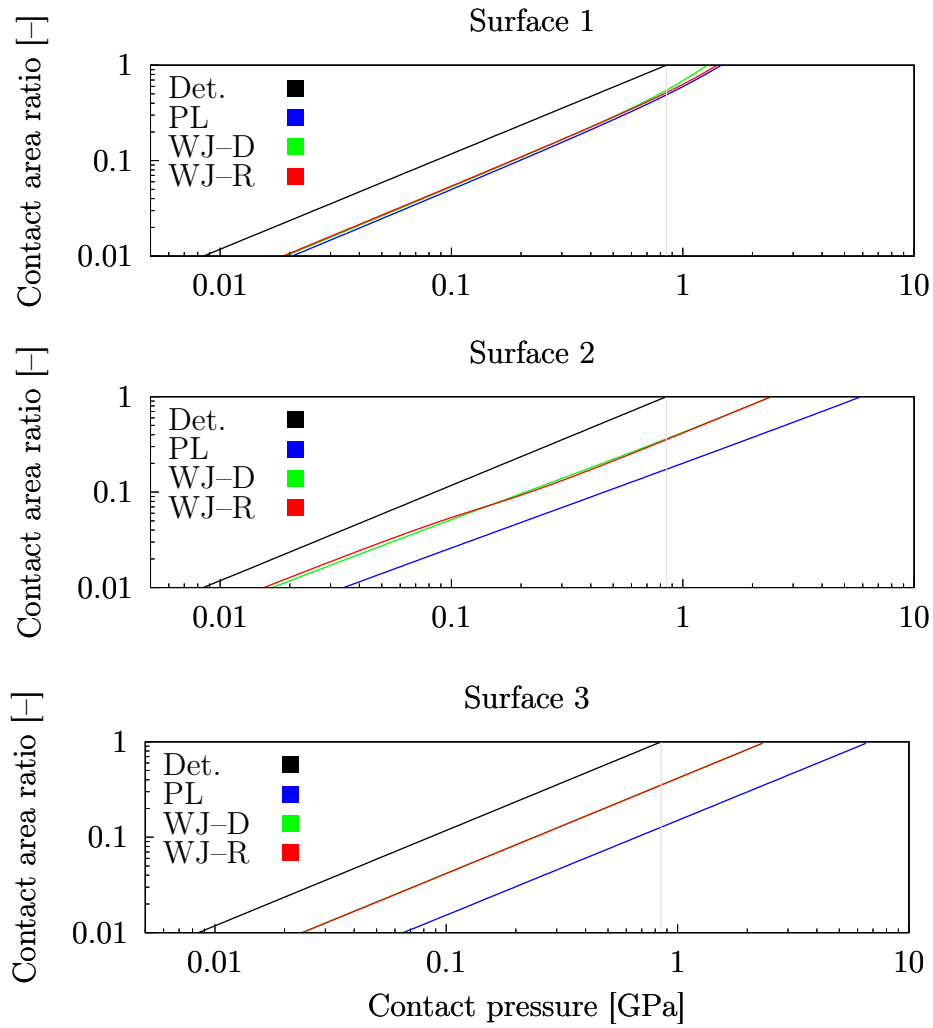 Surface 1
Contact area ratio [–]
1
0.1
0.01
Det.
PL
WJ–D
WJ–R
0.01 0.1 1 10
Surface 2
Contact area ratio [–]
1
0.1
0.01
Det.
PL
WJ–D
WJ–R
0.01 0.1 1 10
Surface 3
Contact area ratio [–]
1
0.1
0.01
Det.
PL
WJ–D
WJ–R
0.01 0.1 1 10
Contact pressure [GPa]